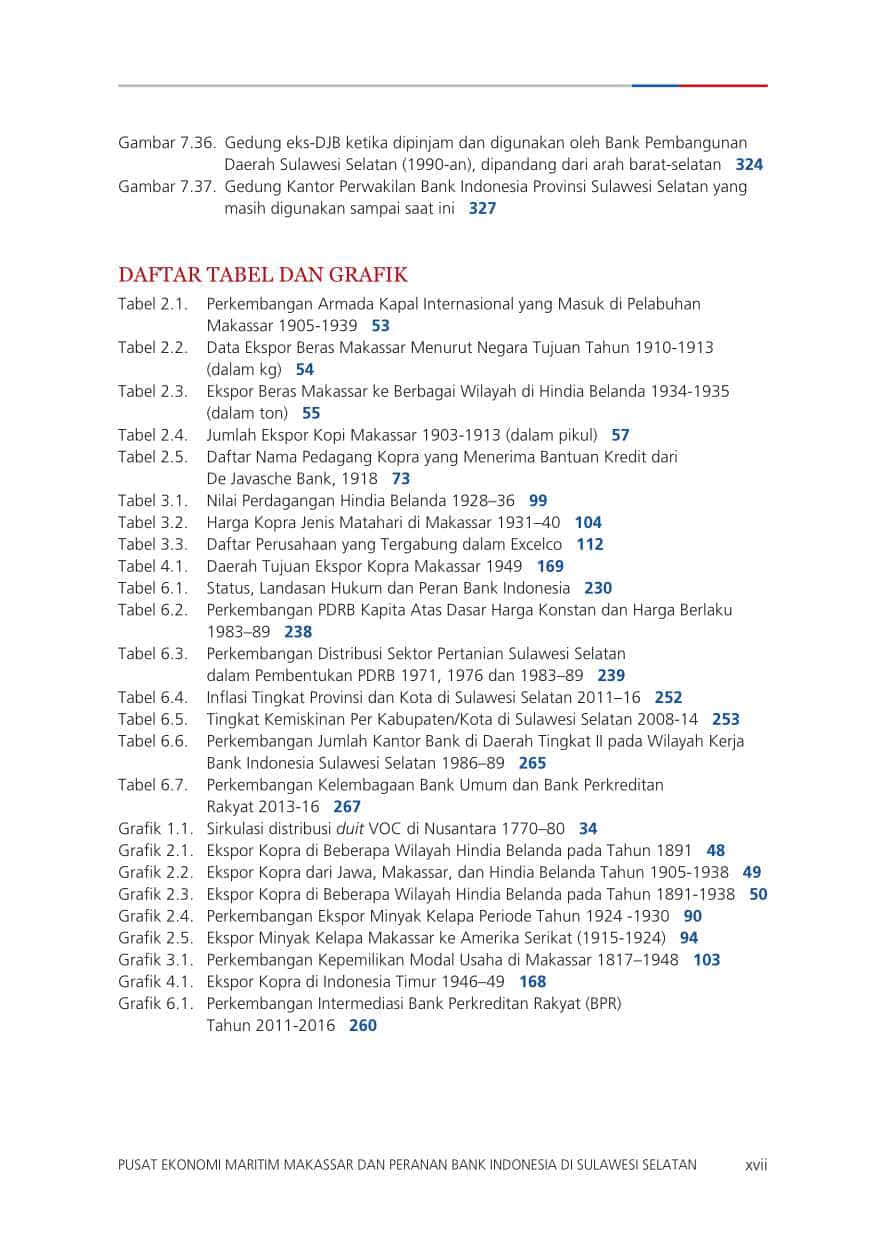 Gambar 7.36. Gedung eks-DJB ketika dipinjam dan digunakan oleh Bank Pembangunan
Daerah Sulawesi Selatan (1990-an), dipandang dari arah barat-selatan 324
Gambar 7.37. Gedung Kantor Perwakilan Bank Indonesia Provinsi Sulawesi Selatan yang
masih digunakan sampai saat ini 327
DAFTAR TABEL DAN GRAFIK
Tabel 2.1. Perkembangan Armada Kapal Internasional yang Masuk di Pelabuhan
Makassar 1905-1939 53
Tabel 2.2. Data Ekspor Beras Makassar Menurut Negara Tujuan Tahun 1910-1913
(dalam kg) 54
Tabel 2.3. Ekspor Beras Makassar ke Berbagai Wilayah di Hindia Belanda 1934-1935
(dalam ton) 55
Tabel 2.4. Jumlah Ekspor Kopi Makassar 1903-1913 (dalam pikul) 57
Tabel 2.5. Daftar Nama Pedagang Kopra yang Menerima Bantuan Kredit dari
De Javasche Bank, 1918 73
Tabel 3.1. Nilai Perdagangan Hindia Belanda 1928–36 99
Tabel 3.2. Harga Kopra Jenis Matahari di Makassar 1931–40 104
Tabel 3.3. Daftar Perusahaan yang Tergabung dalam Excelco 112
Tabel 4.1. Daerah Tujuan Ekspor Kopra Makassar 1949 169
Tabel 6.1. Status, Landasan Hukum dan Peran Bank Indonesia 230
Tabel 6.2. Perkembangan PDRB Kapita Atas Dasar Harga Konstan dan Harga Berlaku
1983–89 238
Tabel 6.3. Perkembangan Distribusi Sektor Pertanian Sulawesi Selatan
dalam Pembentukan PDRB 1971, 1976 dan 1983–89 239
Tabel 6.4. Inflasi Tingkat Provinsi dan Kota di Sulawesi Selatan 2011–16 252
Tabel 6.5. Tingkat Kemiskinan Per Kabupaten/Kota di Sulawesi Selatan 2008-14 253
Tabel 6.6. Perkembangan Jumlah Kantor Bank di Daerah Tingkat II pada Wilayah Kerja
Bank Indonesia Sulawesi Selatan 1986–89 265
Tabel 6.7. Perkembangan Kelembagaan Bank Umum dan Bank Perkreditan
Rakyat 2013-16 267
Grafik 1.1. Sirkulasi distribusi duit VOC di Nusantara 1770–80 34
Grafik 2.1. Ekspor Kopra di Beberapa Wilayah Hindia Belanda pada Tahun 1891 48
Grafik 2.2. Ekspor Kopra dari Jawa, Makassar, dan Hindia Belanda Tahun 1905-1938 49
Grafik 2.3. Ekspor Kopra di Beberapa Wilayah Hindia Belanda pada Tahun 1891-1938 50
Grafik 2.4. Perkembangan Ekspor Minyak Kelapa Periode Tahun 1924 -1930 90
Grafik 2.5. Ekspor Minyak Kelapa Makassar ke Amerika Serikat (1915-1924) 94
Grafik 3.1. Perkembangan Kepemilikan Modal Usaha di Makassar 1817–1948 103
Grafik 4.1. Ekspor Kopra di Indonesia Timur 1946–49 168
Grafik 6.1. Perkembangan Intermediasi Bank Perkreditan Rakyat (BPR)
Tahun 2011-2016 260
PUSAT EKONOMI MARITIM MAKASSAR DAN PERANAN BANK INDONESIA DI SULAWESI SELATAN xvii